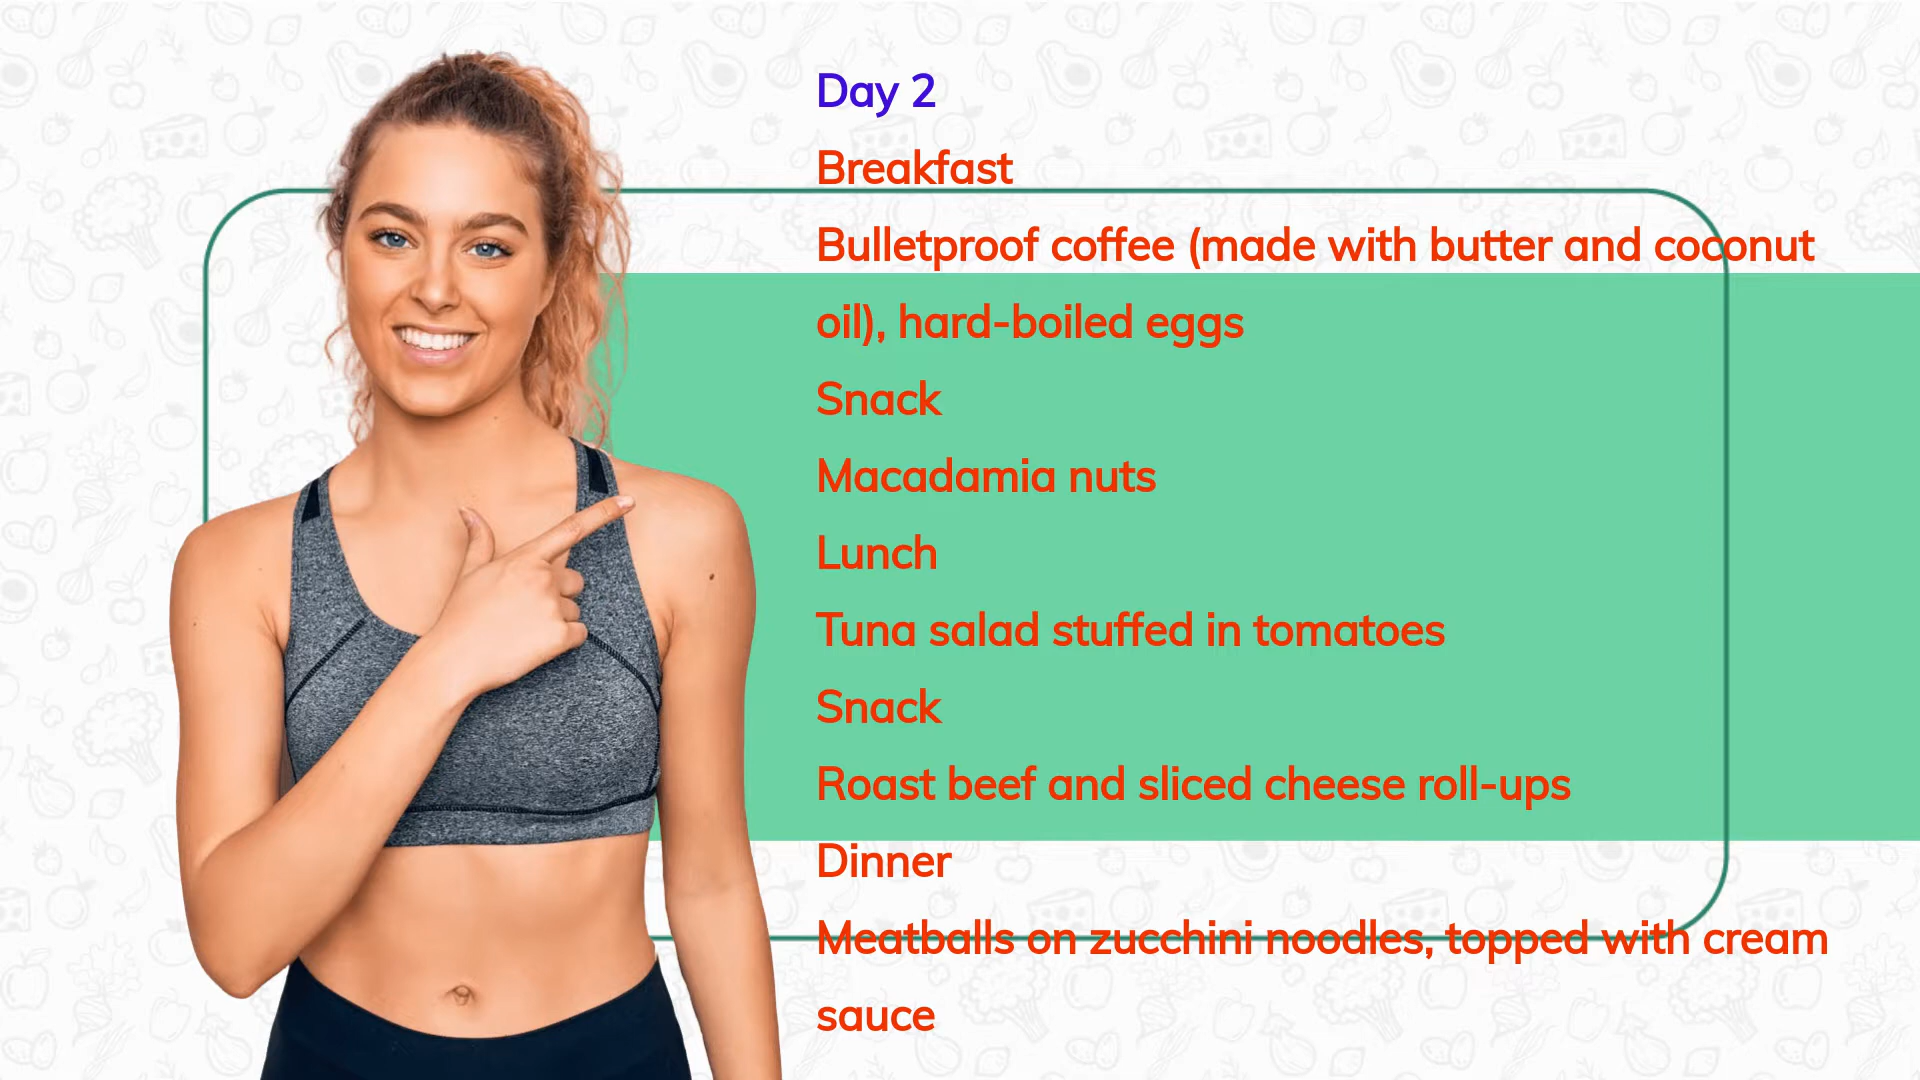 Day 2
Breakfast
Bulletproof coffee (made with butter and coconut
oil), hard-boiled eggs
Snack
Macadamia nuts
Lunch
Tuna salad stuffed in tomatoes
Snack
Roast beef and sliced cheese roll-ups
Dinner
Meatballs on zucchini noodles, topped with cream
sauce